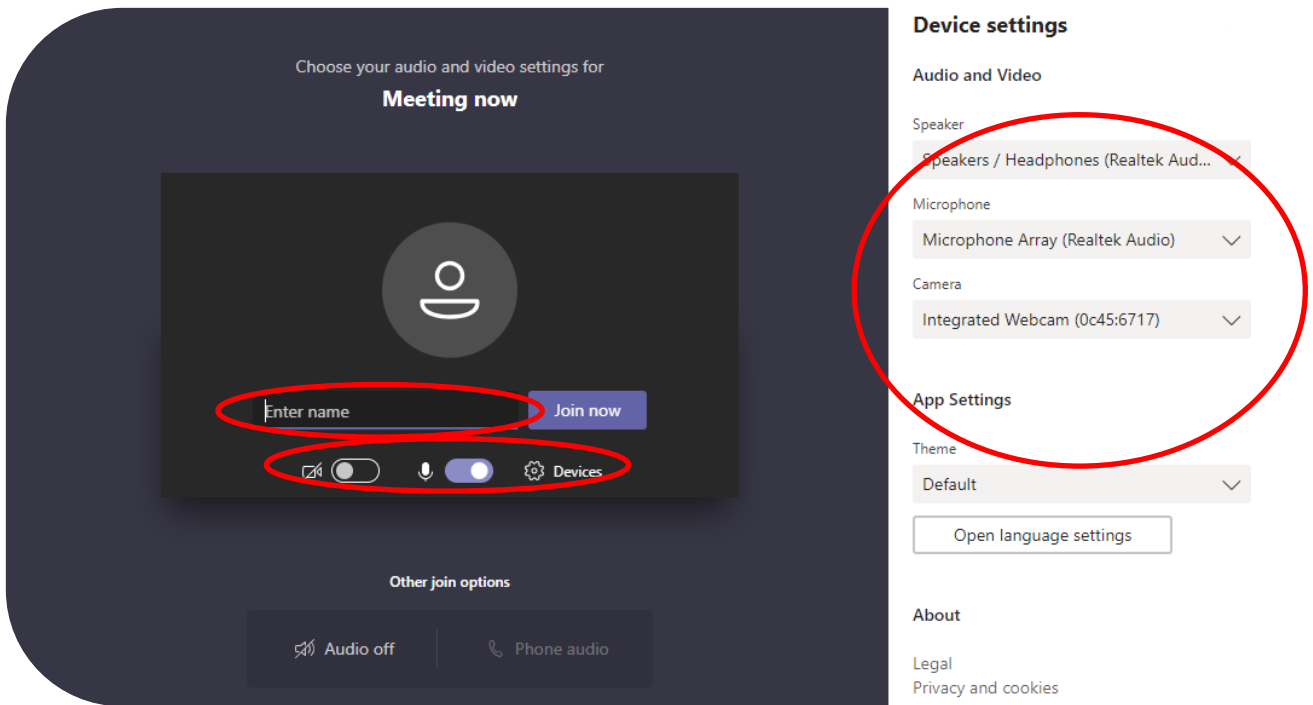 Choose your audio and video settings for
Meeting now
Enter name
Join now
Devices
Other join options
Audio off
Phone audio
Device settings
Audio and Video
Speaker
Speakers / Headphones (Realtek Aud...
Microphone
Microphone Array (Realtek Audio)
Camera
Integrated Webcam (0c45:6717)
App Settings
Theme
Default
Open language settings
About
Legal
Privacy and cookies